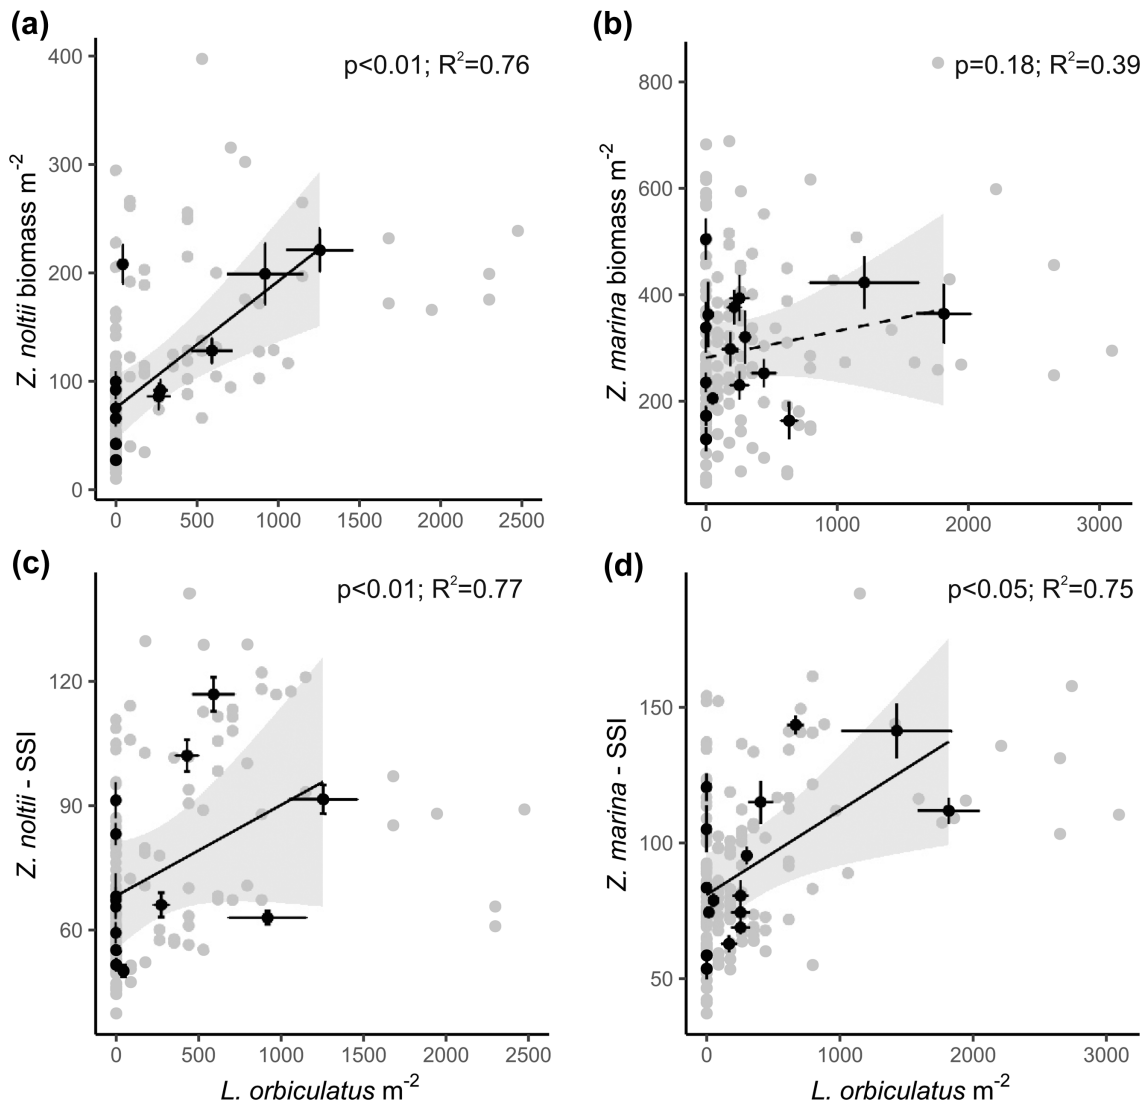 (a)
p<0.01; R²=0.76
Z. noltii biomass m⁻²
400
300
200
100
0
0 500 1000 1500 2000 2500
(b)
p=0.18; R²=0.39
Z. marina biomass m⁻²
800
600
400
200
0 1000 2000 3000
(c)
p<0.01; R²=0.77
Z. noltii - SSI
120
90
60
0 500 1000 1500 2000 2500
L. orbiculatus m⁻²
(d)
p<0.05; R²=0.75
Z. marina - SSI
150
100
50
0 1000 2000 3000
L. orbiculatus m⁻²